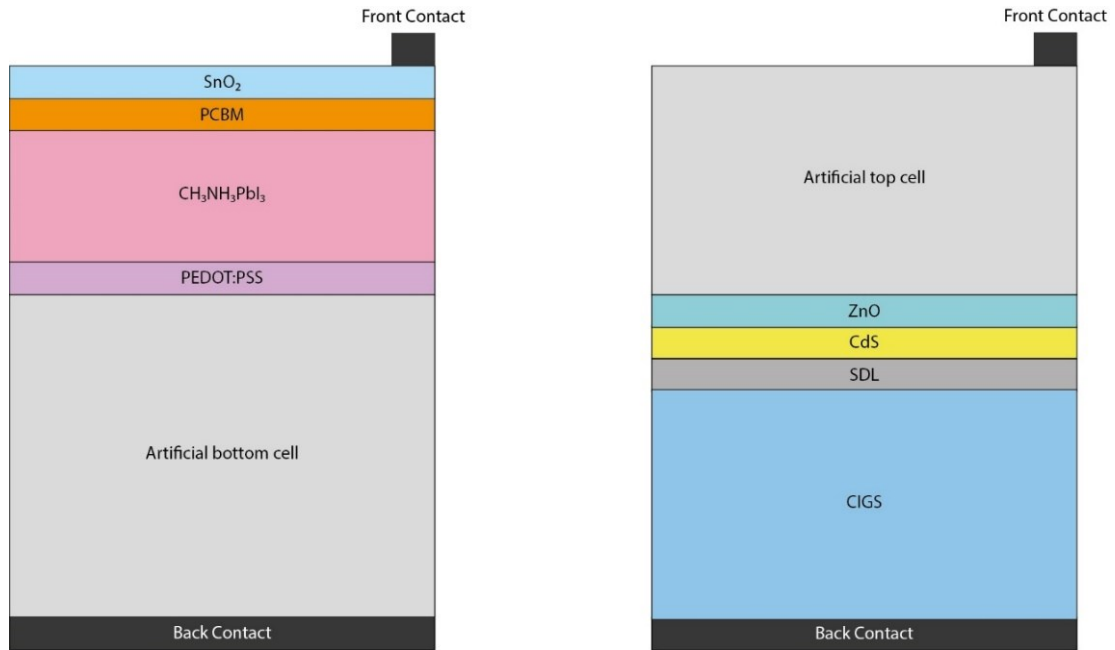 Front Contact
SnO₂
PCBM
CH₃NH₃PbI₃
PEDOT:PSS
Artificial bottom cell
Back Contact
Front Contact
Artificial top cell
ZnO
CdS
SDL
CIGS
Back Contact